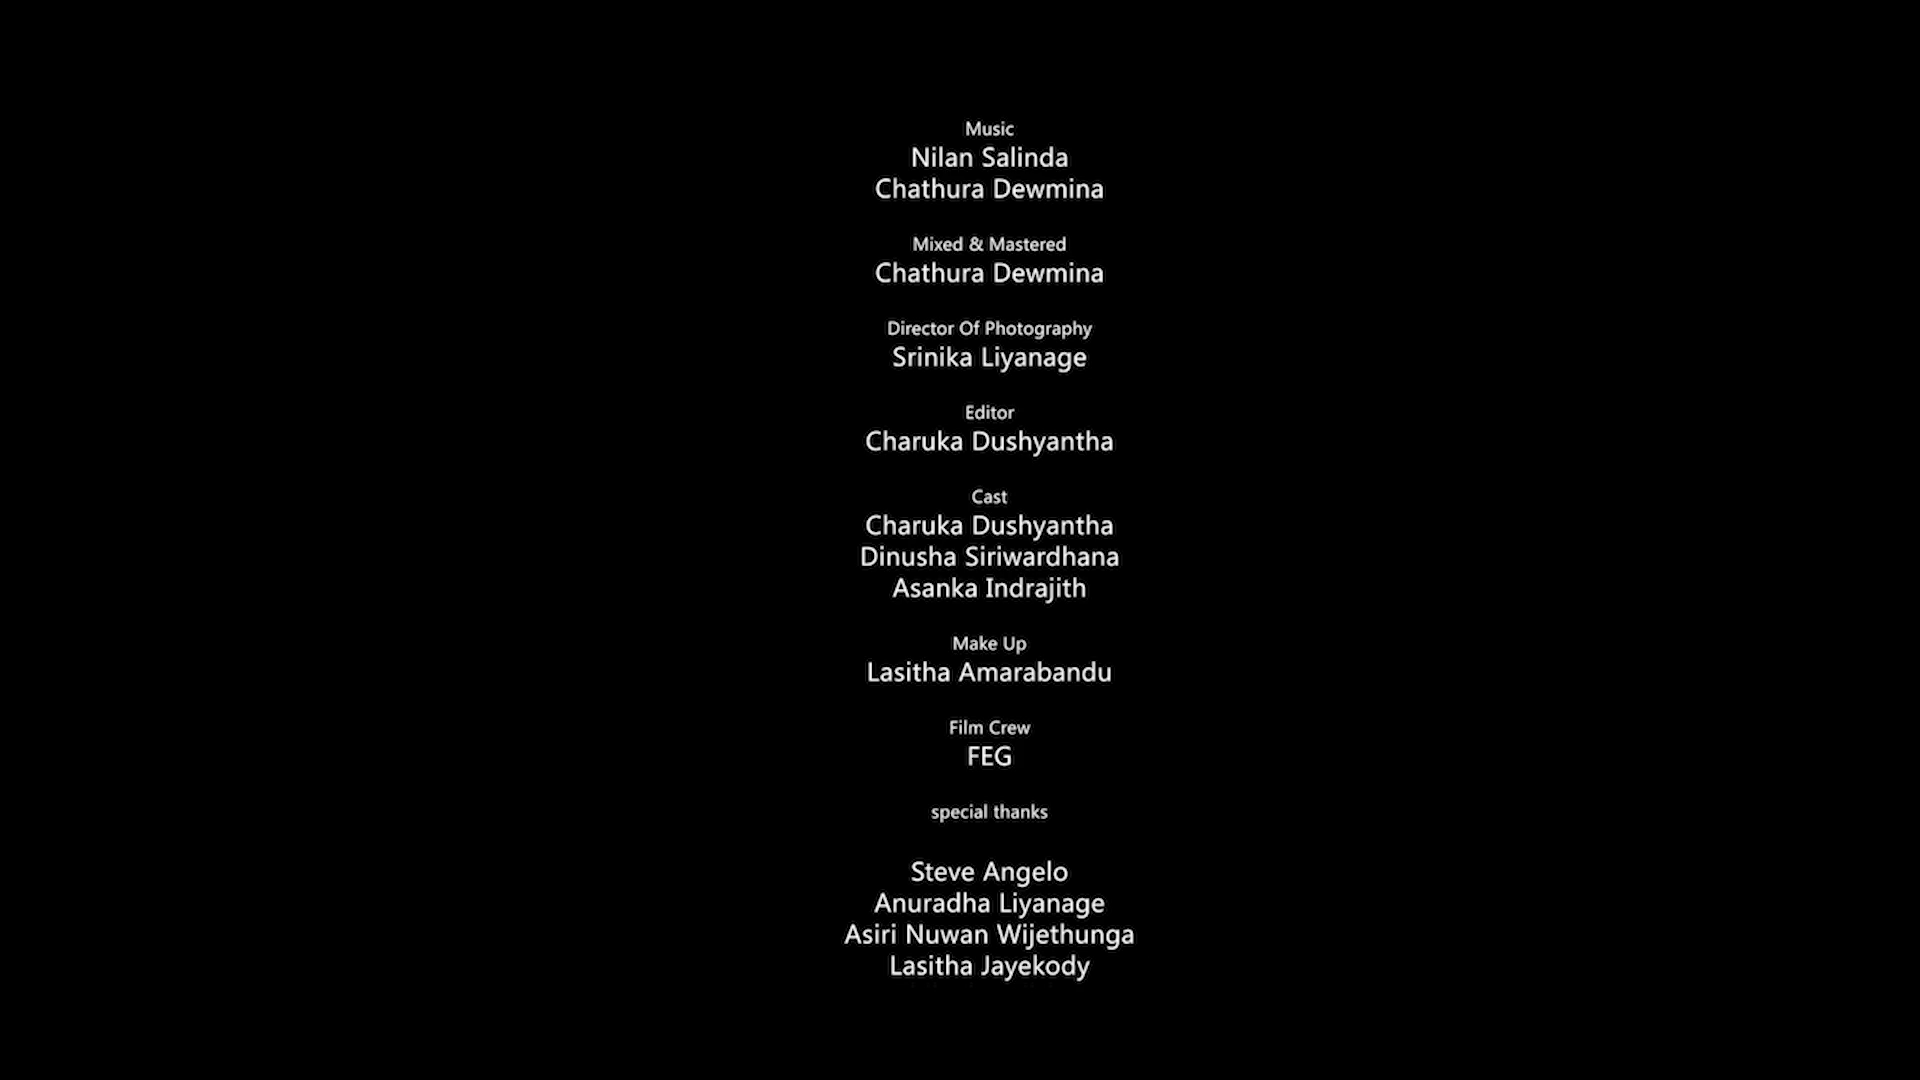 Music
Nilan Salinda
Chathura Dewmina
Mixed & Mastered
Chathura Dewmina
Director Of Photography
Srinika Liyanage
Editor
Charuka Dushyantha
Cast
Charuka Dushyantha
Dinusha Siriwardhana
Asanka Indrajith
Make Up
Lasitha Amarabandu
Film Crew
FEG
special thanks
Steve Angelo
Anuradha Liyanage
Asiri Nuwan Wijethunga
Lasitha Jayekody